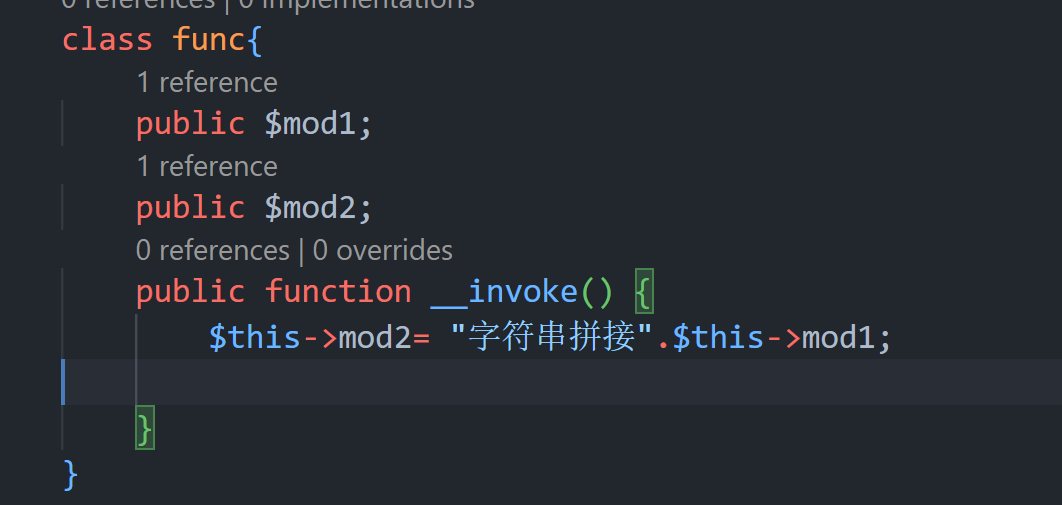 0 references | 0 implementations
class func{
1 reference
public $mod1;
1 reference
public $mod2;
0 references | 0 overrides
public function __invoke() {
$this->mod2= "字符串拼接".$this->mod1;
}
}